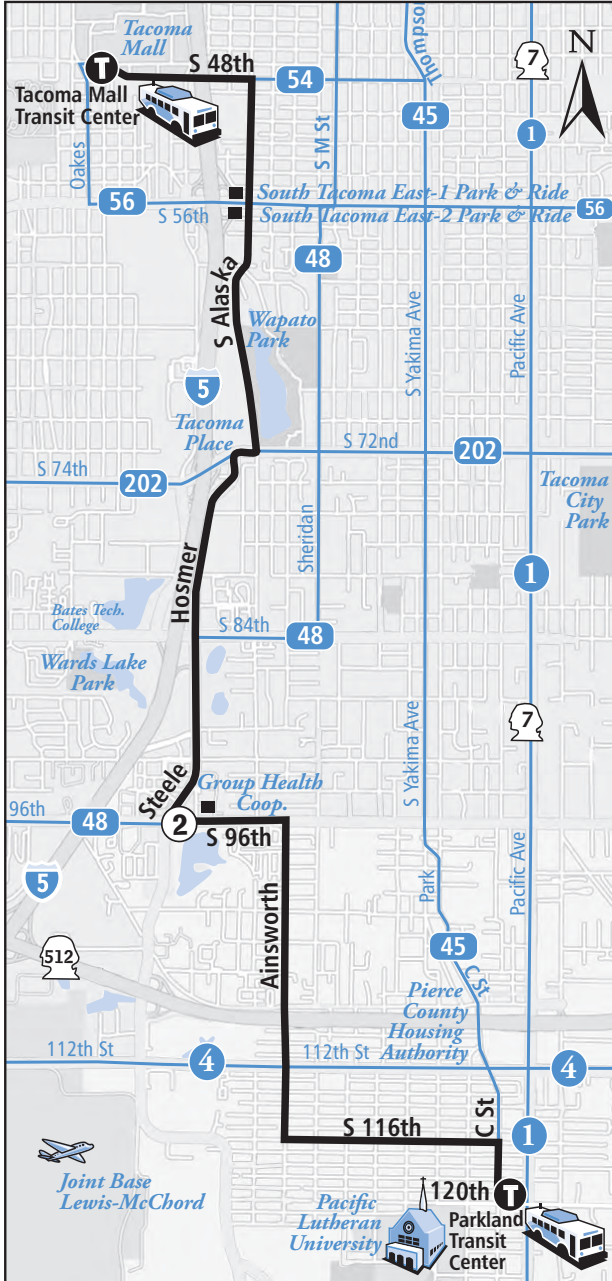 Tacoma
Mall
S 48th
T
Tacoma Mall
Transit Center
54
Thompson
45
7
N
1
Oakes
S M St
South Tacoma East-1 Park & Ride
56
S 56th
South Tacoma East-2 Park & Ride
56
48
S Alaska
Wapato
Park
S Yakima Ave
Pacific Ave
5
Tacoma
Place
S 72nd
202
S 74th
202
Tacoma
City
Park
Hosmer
Sheridan
1
Bates Tech.
College
S 84th
48
Wards Lake
Park
7
S Yakima Ave
Steele
Group Health
Coop.
96th
48
2
S 96th
5
Park
Pacific Ave
Ainsworth
45
C St
512
Pierce
County
Housing
Authority
112th St
4
112th St
4
C St
S 116th
1
Joint Base
Lewis-McChord
120th
T
Pacific
Lutheran
University
Parkland
Transit
Center